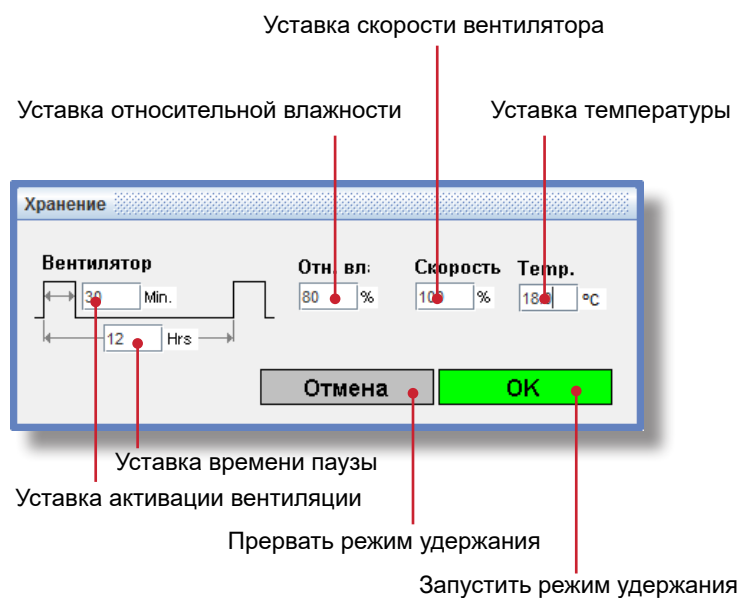 Уставка скорости вентилятора
Уставка относительной влажности
Уставка температуры
Хранение
Вентилятор
Отн. вл
Скорость
Temp.
30 Min.
80 %
100 %
°C
12 Hrs
Отмена
OK
Уставка времени паузы
Уставка активации вентиляции
Прервать режим удержания
Запустить режим удержания